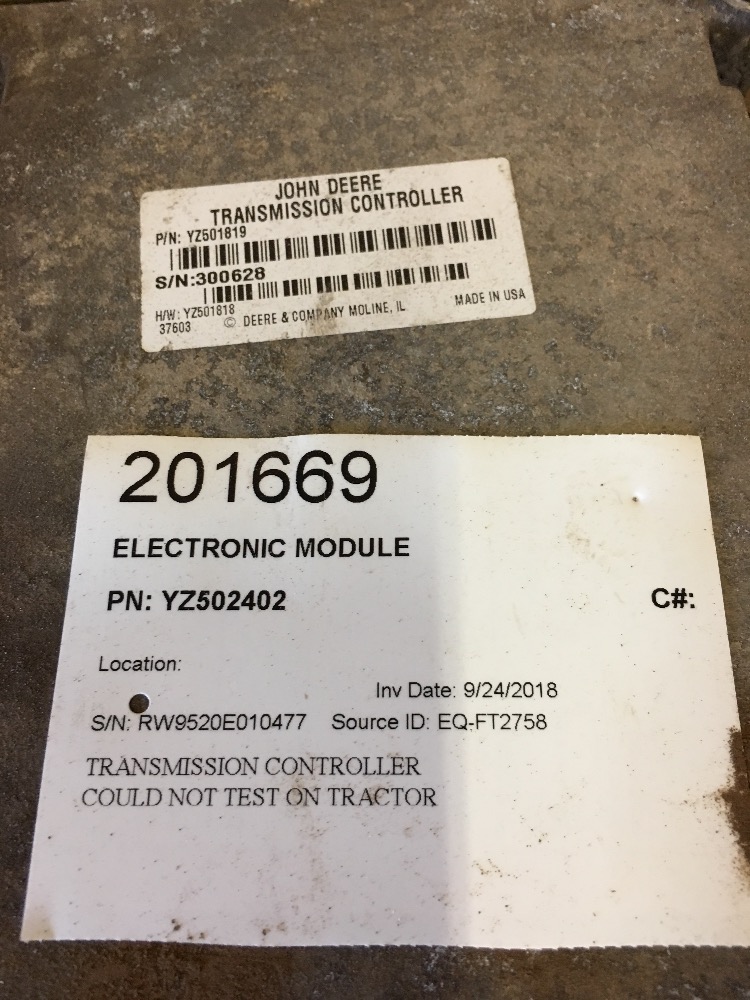 JOHN DEERE
TRANSMISSION CONTROLLER
P/N: YZ501819
S/N:300628
H/W: YZ501818
37603 © DEERE & COMPANY MOLINE, IL MADE IN USA
201669
ELECTRONIC MODULE
PN: YZ502402 C#:
Location:
Inv Date: 9/24/2018
S/N: RW9520E010477 Source ID: EQ-FT2758
TRANSMISSION CONTROLLER
COULD NOT TEST ON TRACTOR